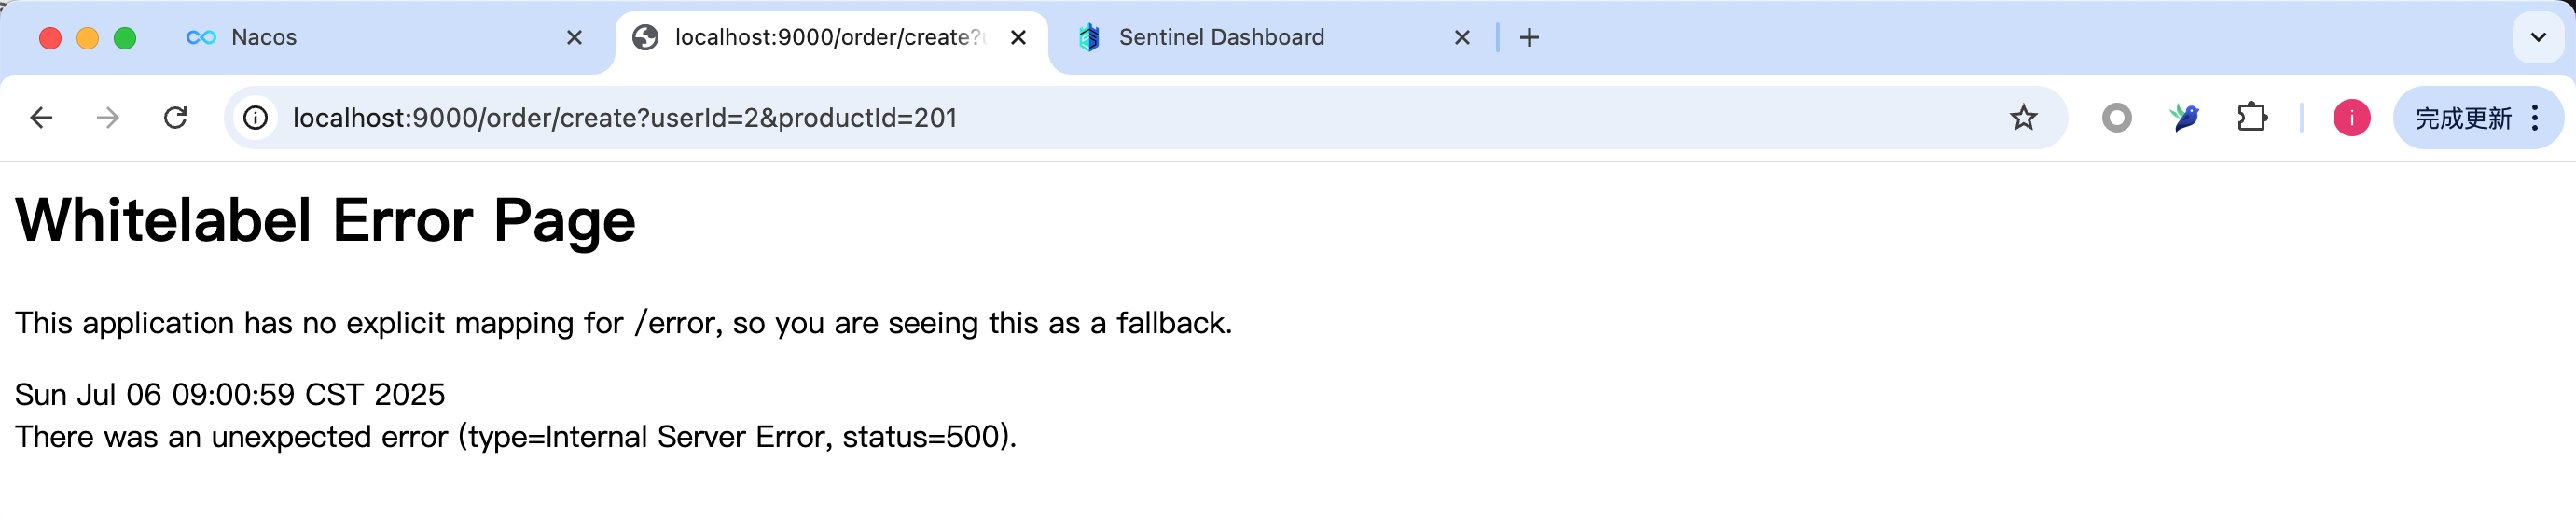 Nacos
localhost:9000/order/create?
Sentinel Dashboard
localhost:9000/order/create?userId=2&productId=201
i
完成更新
Whitelabel Error Page
This application has no explicit mapping for /error, so you are seeing this as a fallback.
Sun Jul 06 09:00:59 CST 2025
There was an unexpected error (type=Internal Server Error, status=500).